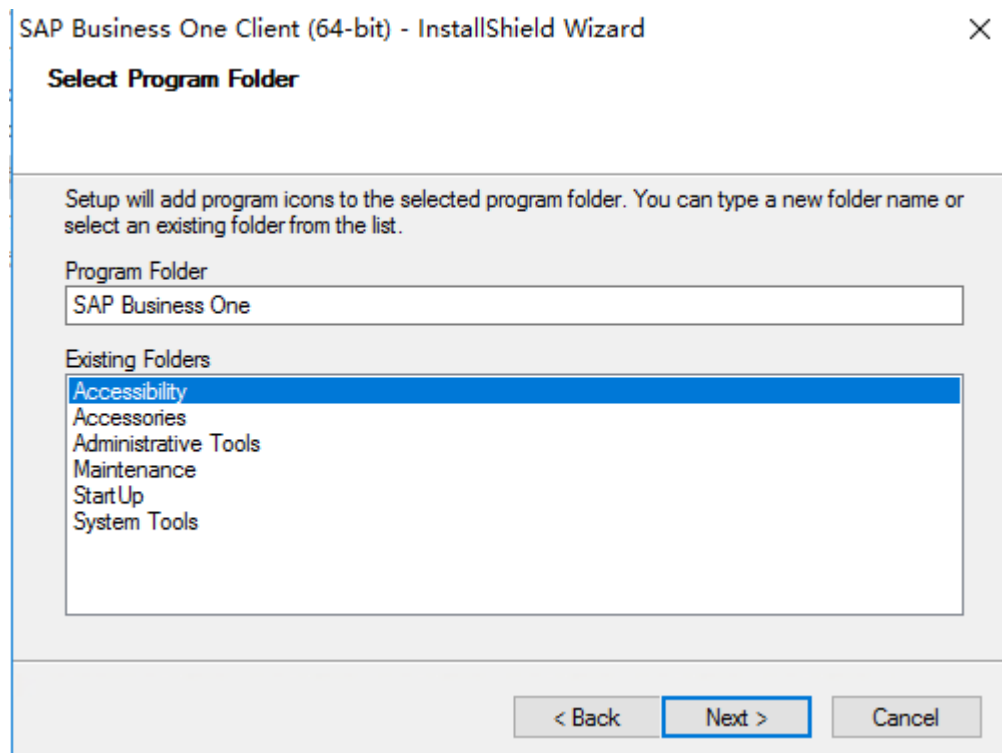 SAP Business One Client (64-bit) - InstallShield Wizard
Select Program Folder
Setup will add program icons to the selected program folder. You can type a new folder name or
select an existing folder from the list.
Program Folder
SAP Business One
Existing Folders
Accessibility
Accessories
Administrative Tools
Maintenance
StartUp
System Tools
< Back
Next >
Cancel